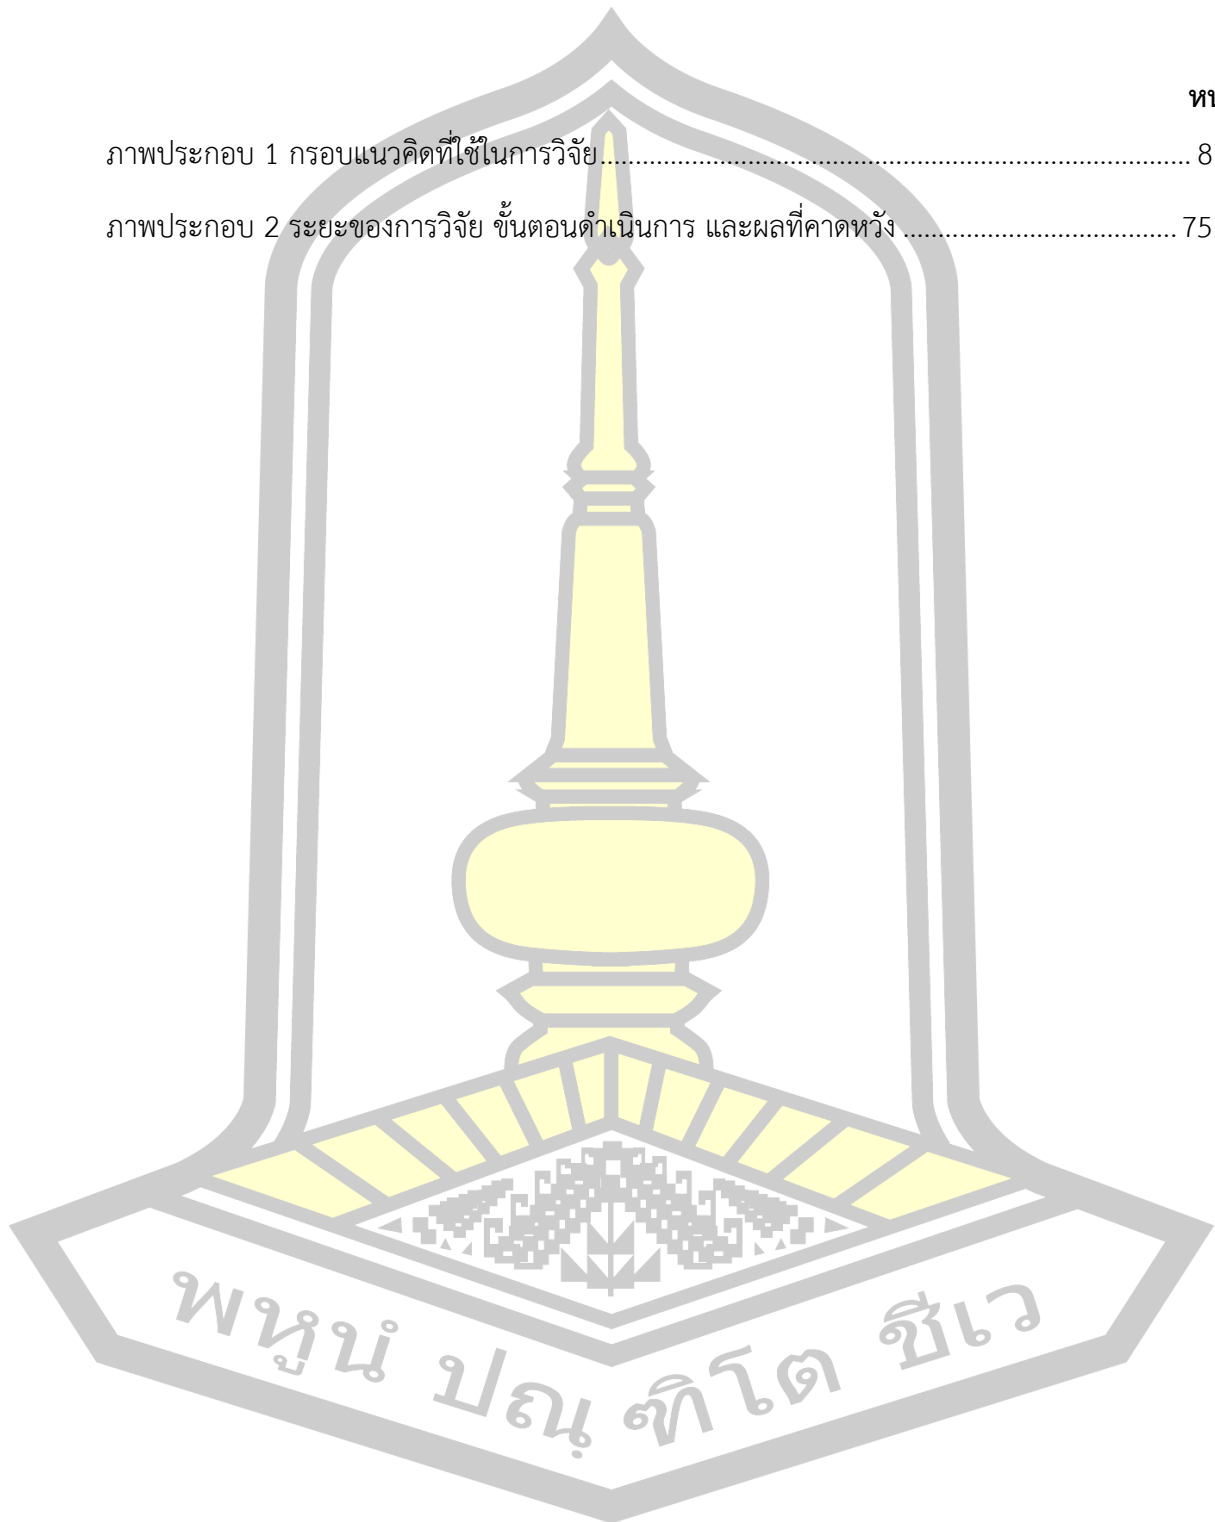 ภาพประกอบ 1 กรอบแนวคิดที่ใช้ในการวิจัย.......................................................................................... 8
ภาพประกอบ 2 ระยะของการวิจัย ขั้นตอนดำเนินการ และผลที่คาดหวัง .......................................... 75
พหูนํ ปณฺฑิโต ชีเว